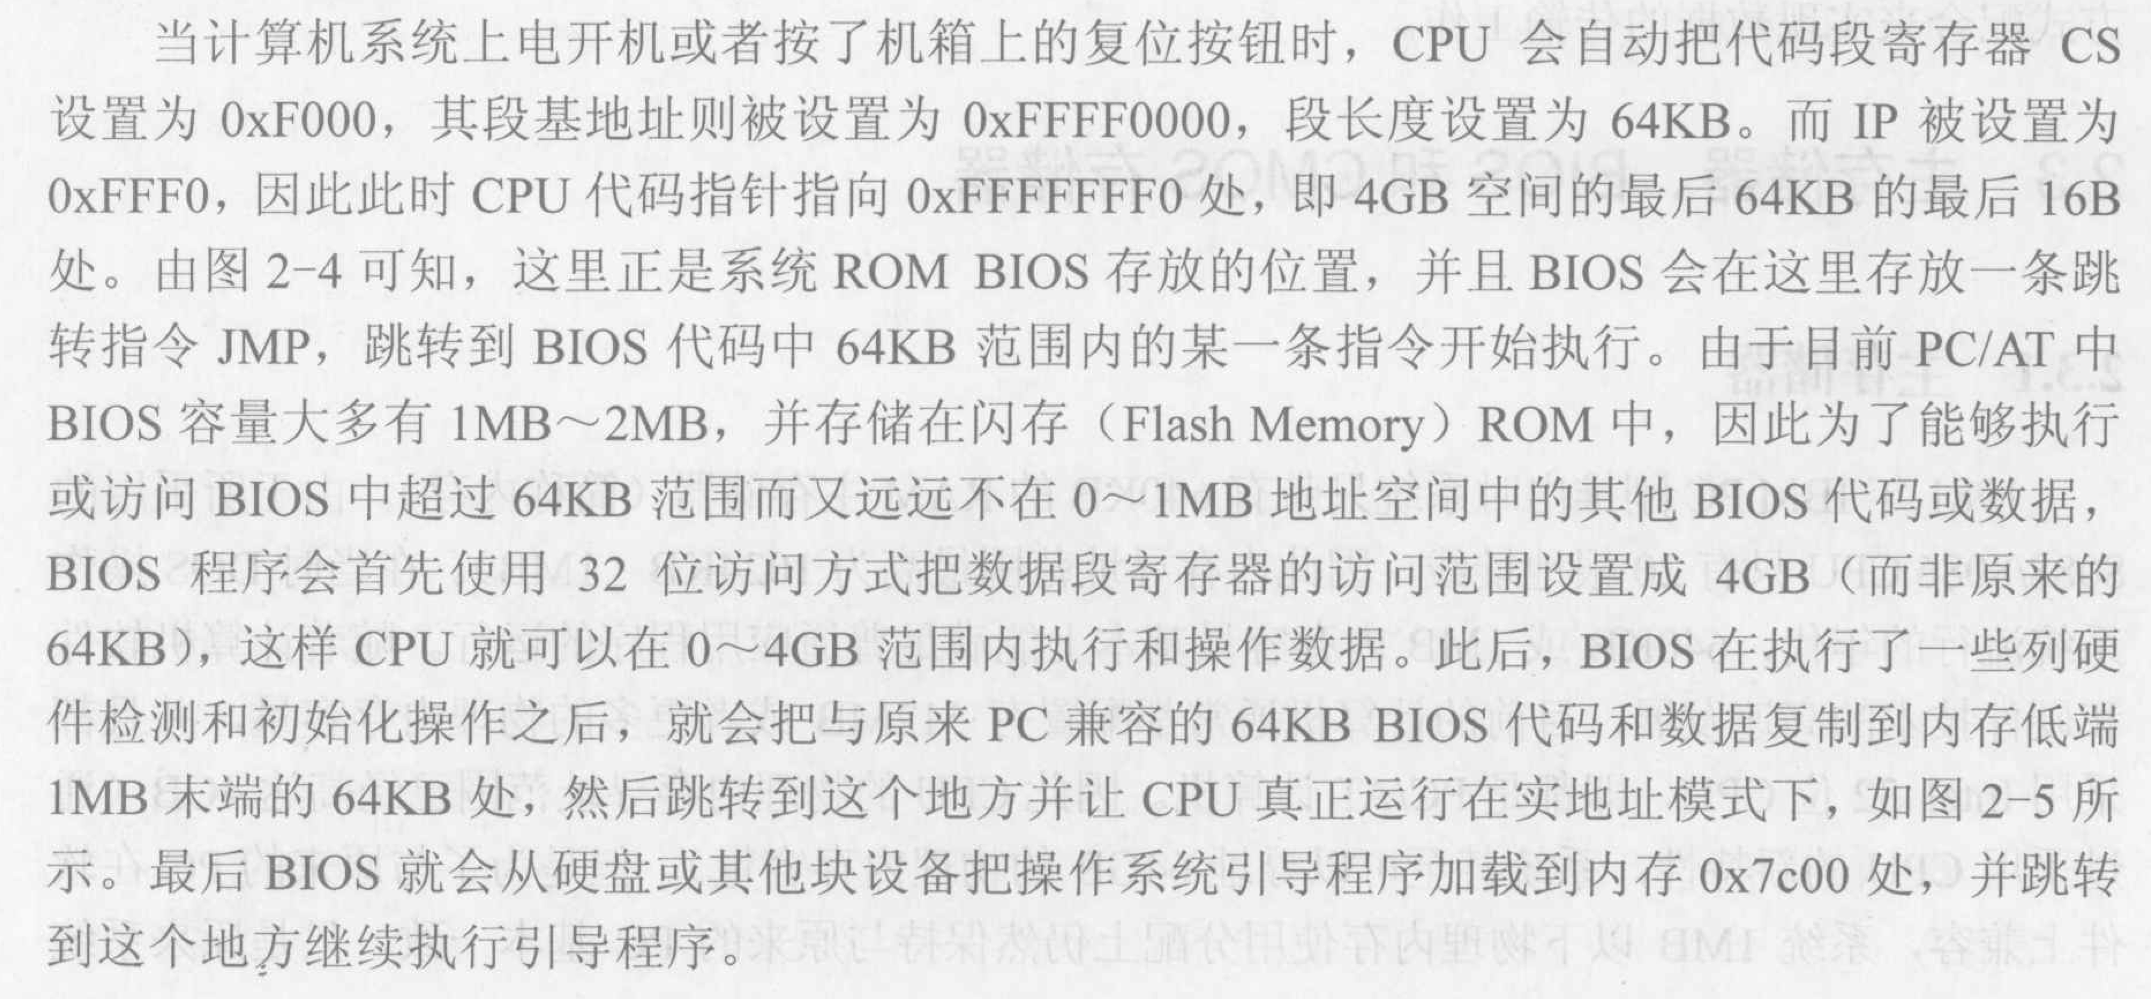 当计算机系统上电开机或者按了机箱上的复位按钮时，CPU 会自动把代码段寄存器 CS
设置为 0xF000，其段基地址则被设置为 0xFFFF0000，段长度设置为 64KB。而 IP 被设置为
0xFFF0，因此此时 CPU 代码指针指向 0xFFFFFFF0 处，即 4GB 空间的最后 64KB 的最后 16B
处。由图 2-4 可知，这里正是系统 ROM BIOS 存放的位置，并且 BIOS 会在这里存放一条跳
转指令 JMP，跳转到 BIOS 代码中 64KB 范围内的某一条指令开始执行。由于目前 PC/AT 中
BIOS 容量大多有 1MB～2MB，并存储在闪存（Flash Memory）ROM 中，因此为了能够执行
或访问 BIOS 中超过 64KB 范围而又远远不在 0～1MB 地址空间中的其他 BIOS 代码或数据，
BIOS 程序会首先使用 32 位访问方式把数据段寄存器的访问范围设置成 4GB（而非原来的
64KB），这样 CPU 就可以在 0～4GB 范围内执行和操作数据。此后，BIOS 在执行了一些列硬
件检测和初始化操作之后，就会把与原来 PC 兼容的 64KB BIOS 代码和数据复制到内存低端
1MB 末端的 64KB 处，然后跳转到这个地方并让 CPU 真正运行在实地址模式下，如图 2-5 所
示。最后 BIOS 就会从硬盘或其他块设备把操作系统引导程序加载到内存 0x7c00 处，并跳转
到这个地方继续执行引导程序。